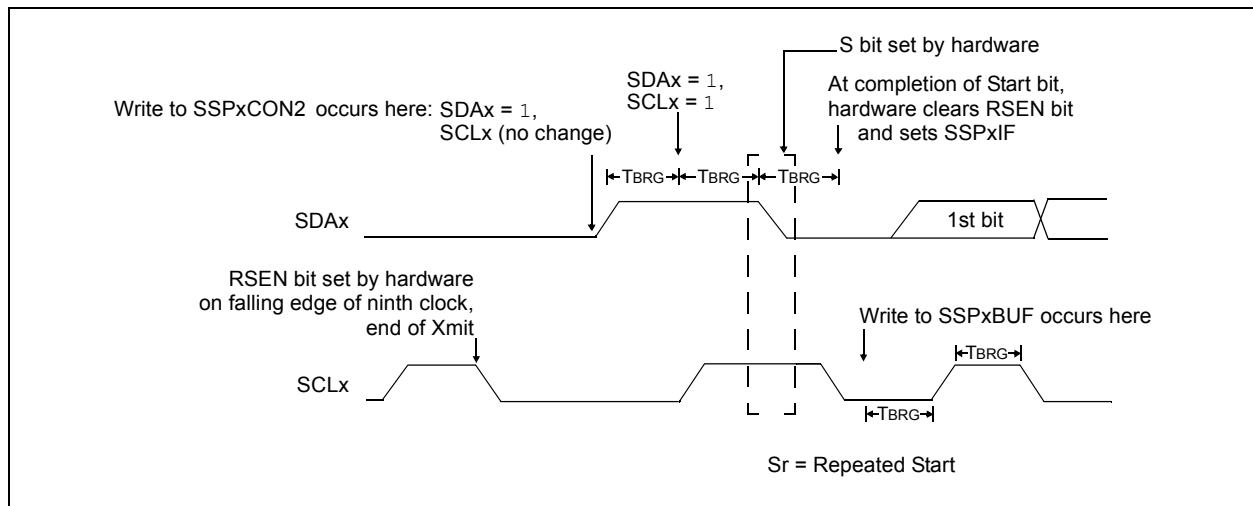 S bit set by hardware
SDAx = 1,
SCLx = 1
At completion of Start bit,
hardware clears RSEN bit
and sets SSPxIF
Write to SSPxCON2 occurs here: SDAx = 1,
SCLx (no change)
TBRG TBRG TBRG
SDAx
1st bit
RSEN bit set by hardware
on falling edge of ninth clock,
end of Xmit
Write to SSPxBUF occurs here
TBRG
SCLx
TBRG
Sr = Repeated Start